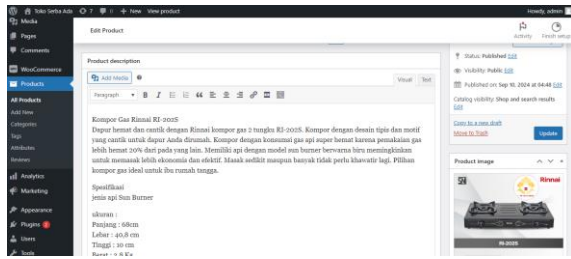 Toko Serba Ada 7 0 + New View product Howdy, admin
Media
Pages
Comments
WooCommerce
Products
All Products
Add New
Categories
Tags
Attributes
Reviews
Analytics
Marketing
Appearance
Plugins
Users
Tools
Edit Product
Activity Finish setup
Product description
Add Media
Visual Text
Paragraph
Kompor Gas Rinnai RI-2025
Dapur hemat dan cantik dengan Rinnai kompor gas 2 tungku RI-2025. Kompor dengan desain tipis dan motif
yang cantik untuk dapur Anda dirumah. Kompor dengan konsumsi gas api super hemat karena pemakaian gas
lebih hemat 20% dari pada yang lain. Memiliki api dengan model sun burner berwarna biru memingkinkan
untuk memasak lebih ekonomis dan efektif. Masak sedikit maupun banyak tidak perlu khawatir lagi. Pilihan
kompor gas ideal untuk ibu rumah tangga.
Spesifikasi
jenis api Sun Burner
ukuran :
Panjang : 68cm
Lebar : 40,8 cm
Tinggi : 10 cm
Berat : 2,8 Kg
Status: Published Edit
Visibility: Public Edit
Published on: Sep 10, 2024 at 04:48 Edit
Catalog visibility: Shop and search results
Edit
Copy to a new draft
Move to Trash
Update
Product image
Rinnai
RI-2025